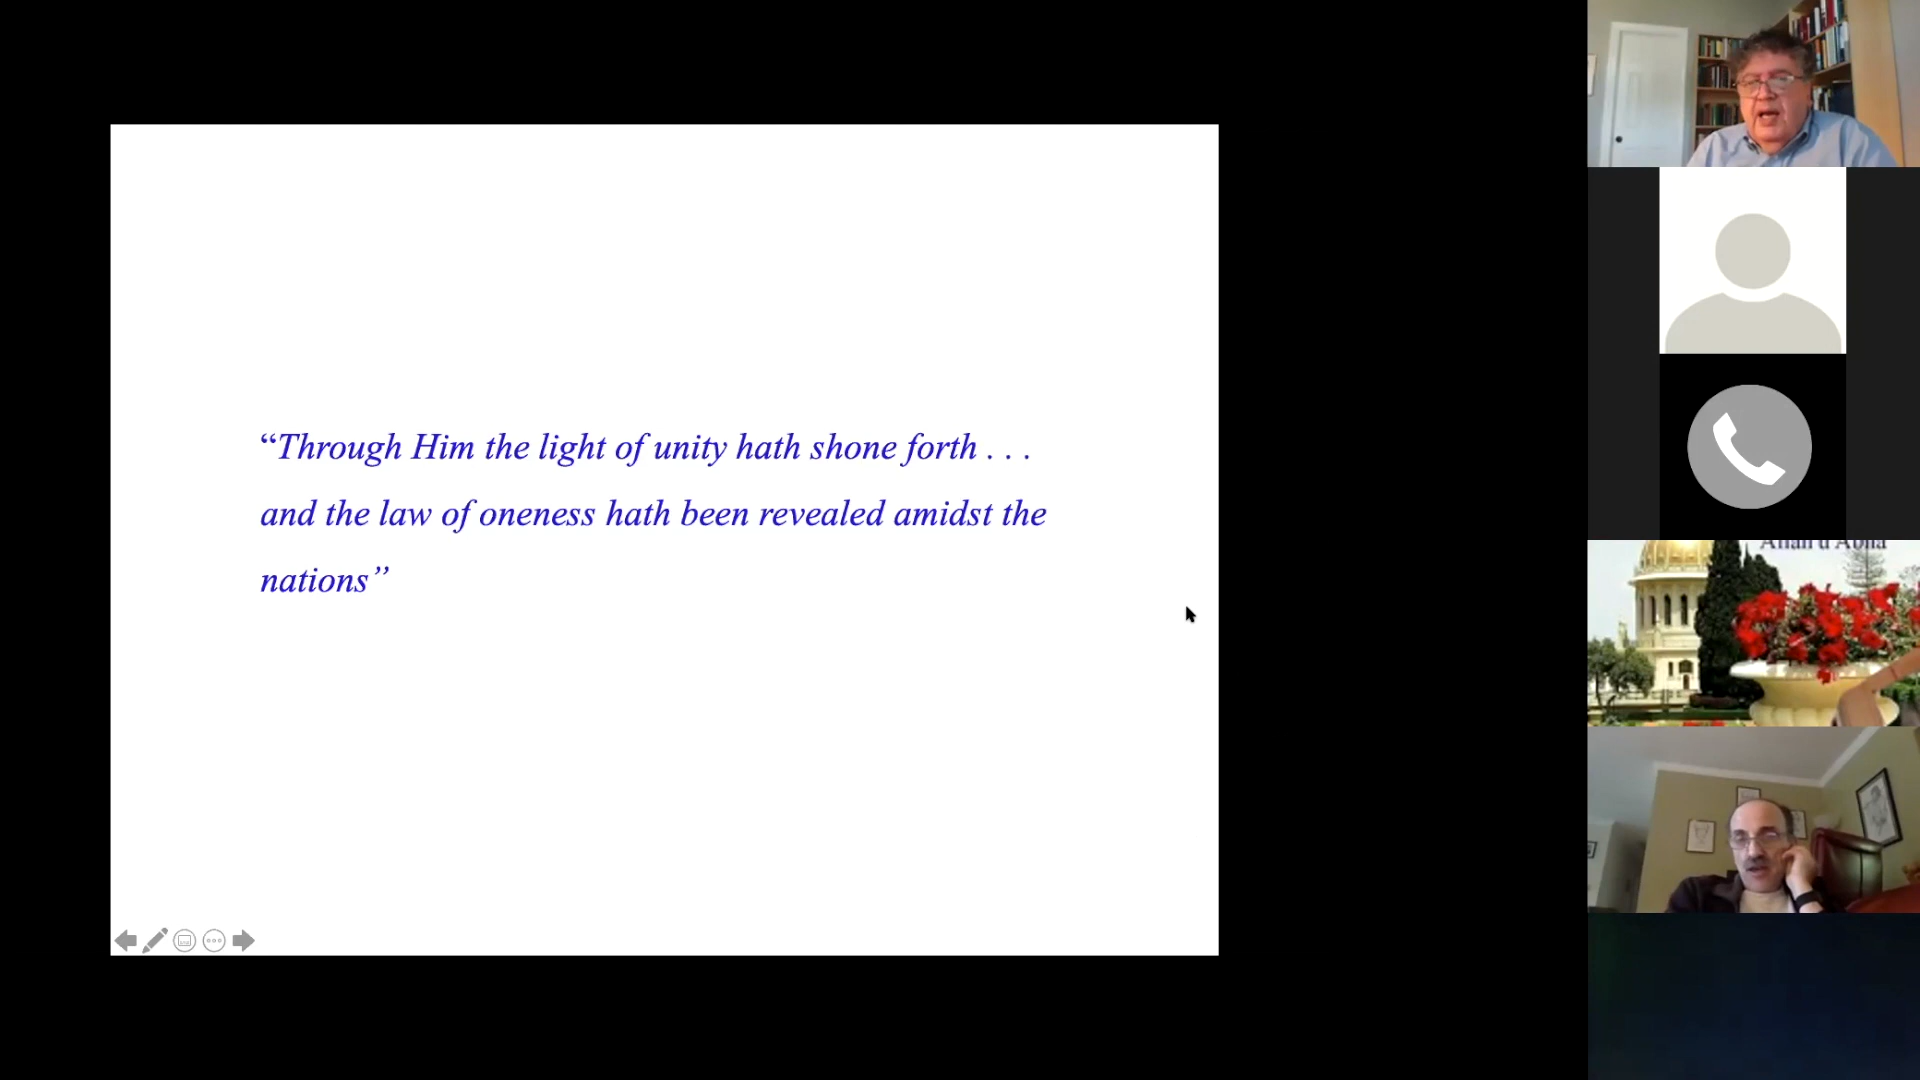 “Through Him the light of unity hath shone forth . . .
and the law of oneness hath been revealed amidst the
nations”